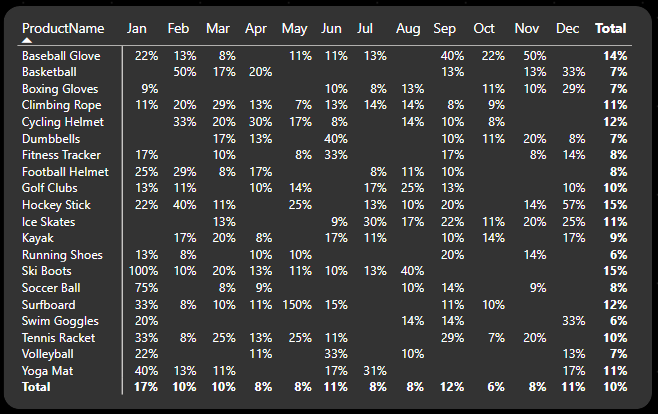 ProductName Jan Feb Mar Apr May Jun Jul Aug Sep Oct Nov Dec Total
Baseball Glove 22% 13% 8% 11% 11% 13% 40% 22% 50% 14%
Basketball 50% 17% 20% 13% 13% 33% 7%
Boxing Gloves 9% 10% 8% 13% 11% 10% 29% 7%
Climbing Rope 11% 20% 29% 13% 7% 13% 14% 14% 8% 9% 11%
Cycling Helmet 33% 20% 30% 17% 8% 14% 10% 8% 12%
Dumbbells 17% 13% 40% 10% 11% 20% 8% 7%
Fitness Tracker 17% 10% 8% 33% 17% 8% 14% 8%
Football Helmet 25% 29% 8% 17% 8% 11% 10% 8%
Golf Clubs 13% 11% 10% 14% 17% 25% 13% 10% 10%
Hockey Stick 22% 40% 11% 25% 13% 10% 20% 14% 57% 15%
Ice Skates 13% 9% 30% 17% 22% 11% 20% 25% 11%
Kayak 17% 20% 8% 17% 11% 10% 14% 17% 9%
Running Shoes 13% 8% 10% 10% 20% 14% 6%
Ski Boots 100% 10% 20% 13% 11% 10% 13% 40% 15%
Soccer Ball 75% 8% 9% 10% 14% 9% 8%
Surfboard 33% 8% 10% 11% 150% 15% 11% 10% 12%
Swim Goggles 20% 14% 14% 33% 6%
Tennis Racket 33% 8% 25% 13% 25% 11% 29% 7% 20% 10%
Volleyball 22% 11% 33% 10% 13% 7%
Yoga Mat 40% 13% 11% 17% 31% 17% 11%
Total 17% 10% 10% 8% 8% 11% 8% 8% 12% 6% 8% 11% 10%